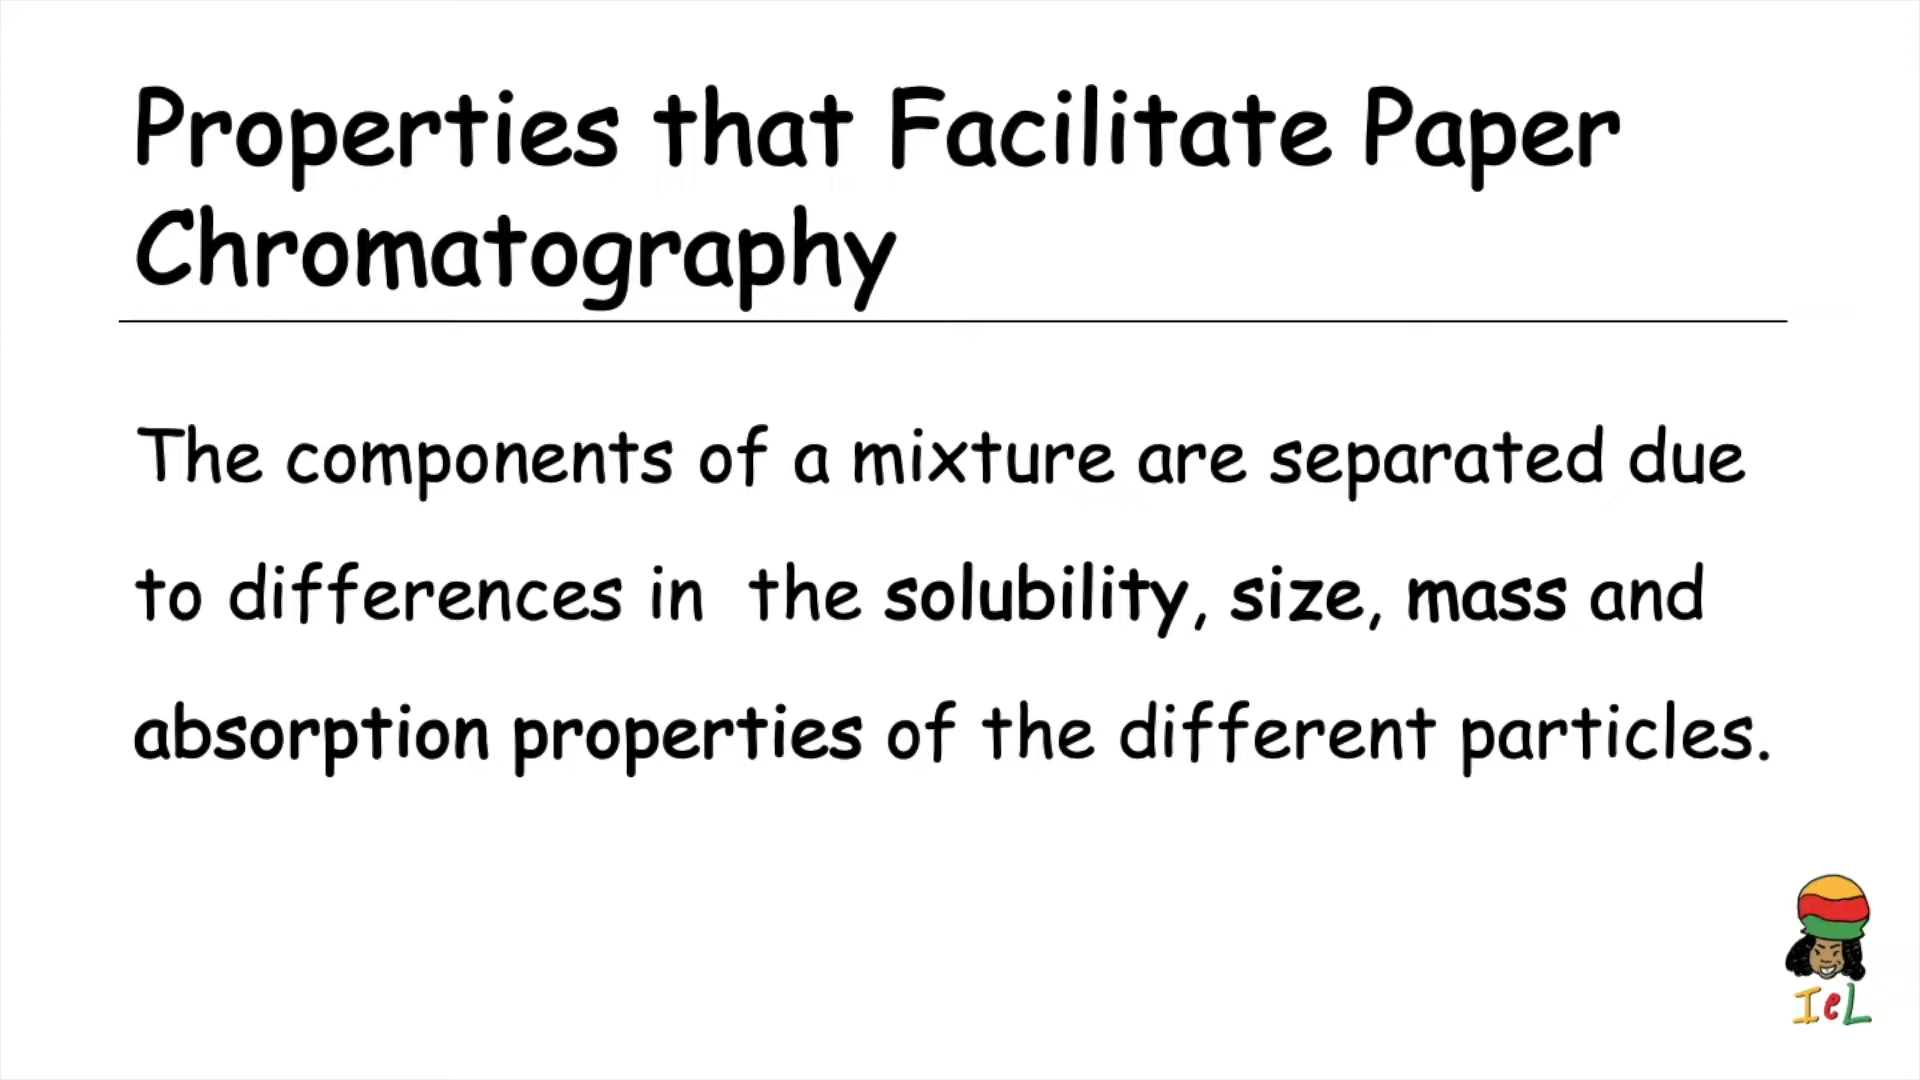 Properties that Facilitate Paper
Chromatography
The components of a mixture are separated due
to differences in  the solubility, size, mass and
absorption properties of the different particles.
IeL